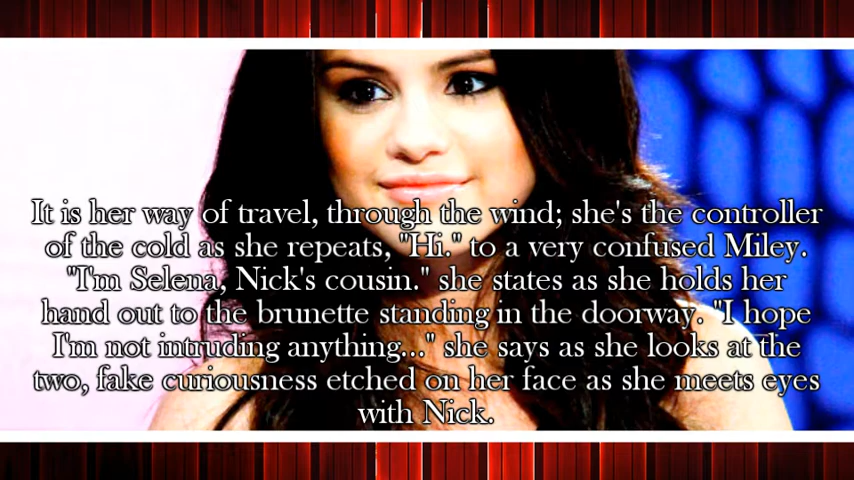 It is her way of travel, through the wind; she's the controller
of the cold as she repeats, "Hi." to a very confused Miley.
"I'm Selena, Nick's cousin." she states as she holds her
hand out to the brunette standing in the doorway. "I hope
I'm not intruding anything..." she says as she looks at the
two, fake curiousness etched on her face as she meets eyes
with Nick.